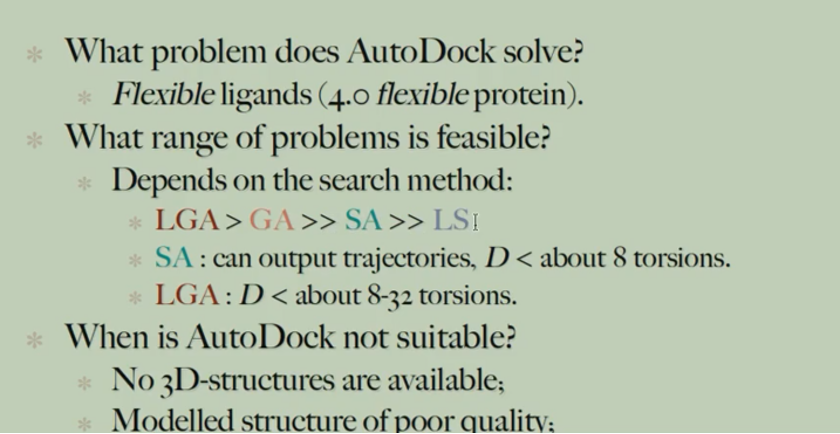 * What problem does AutoDock solve?
* Flexible ligands (4.0 flexible protein).
* What range of problems is feasible?
* Depends on the search method:
* LGA > GA >> SA >> LS
* SA : can output trajectories, D < about 8 torsions.
* LGA : D < about 8-32 torsions.
* When is AutoDock not suitable?
* No 3D-structures are available;
* Modelled structure of poor quality;